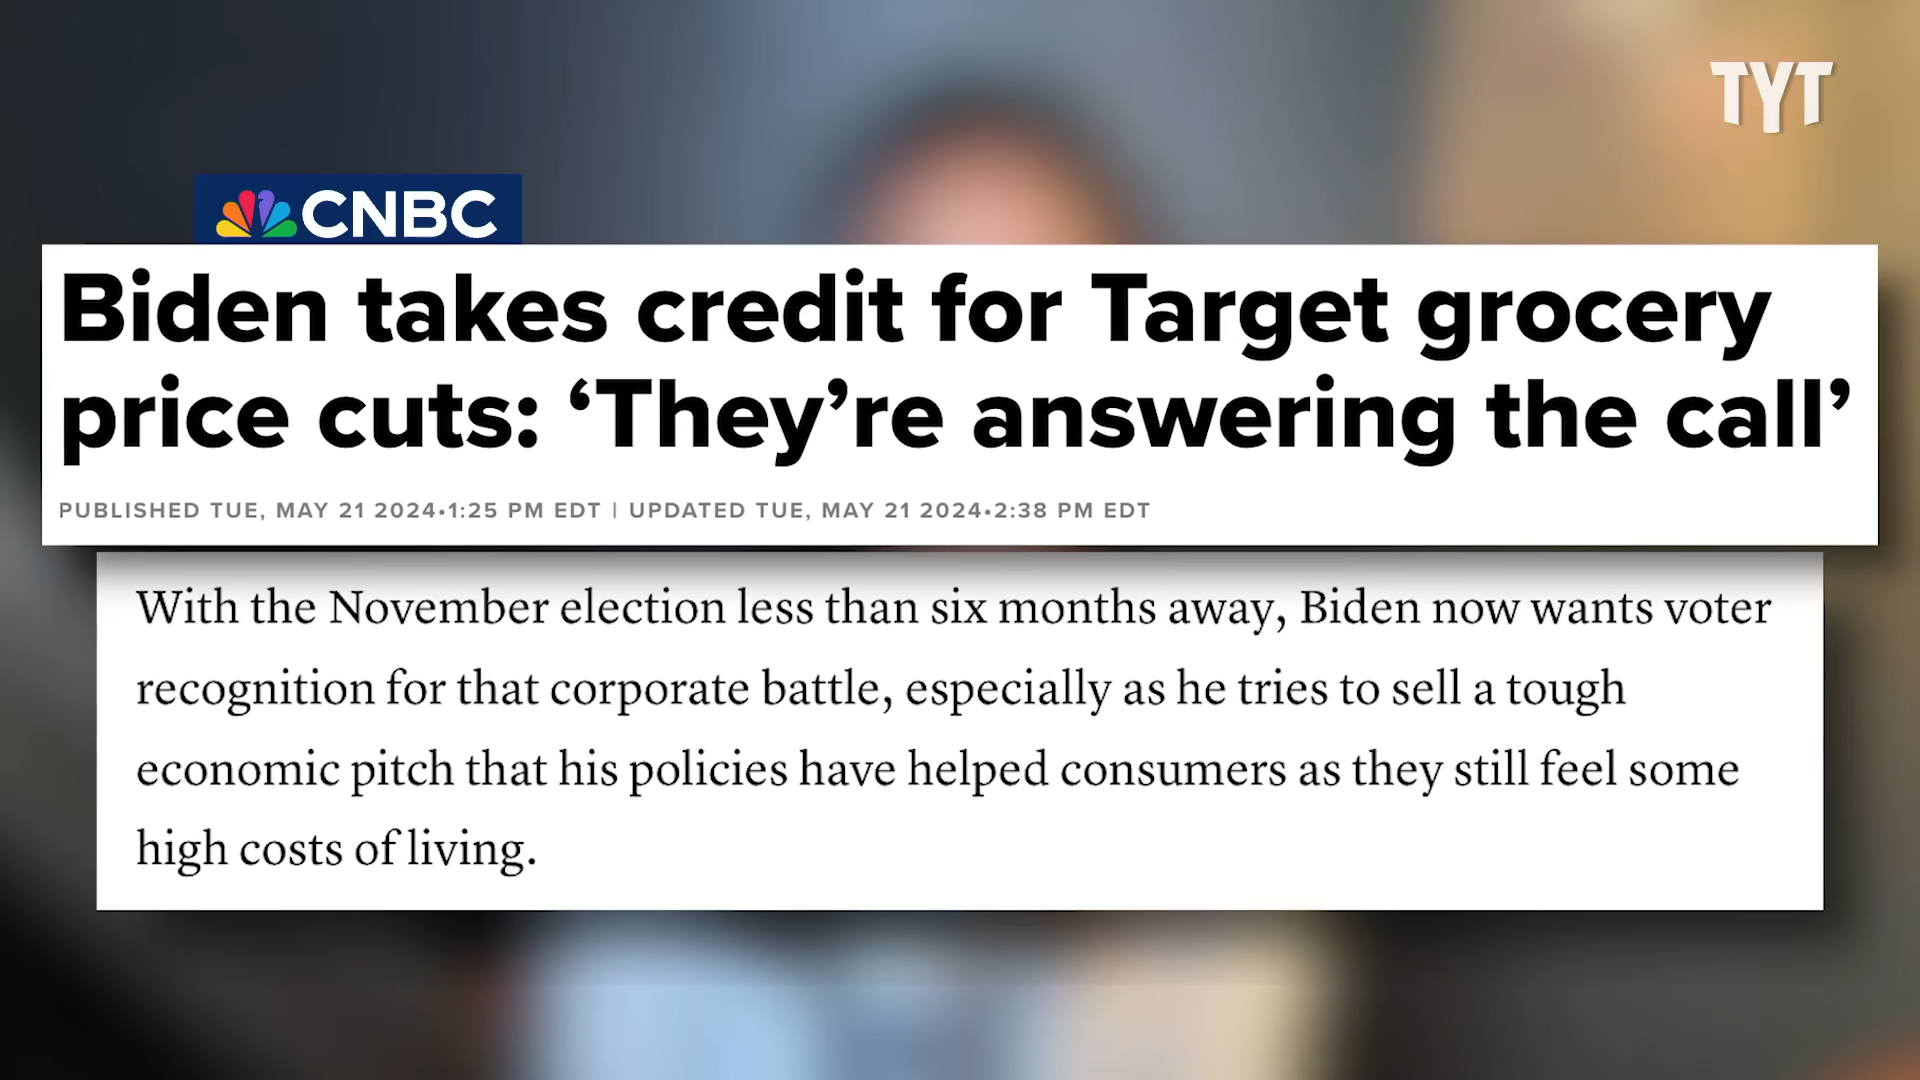 TYT
CNBC
Biden takes credit for Target grocery
price cuts: ‘They’re answering the call’
PUBLISHED TUE, MAY 21 2024•1:25 PM EDT | UPDATED TUE, MAY 21 2024•2:38 PM EDT
With the November election less than six months away, Biden now wants voter
recognition for that corporate battle, especially as he tries to sell a tough
economic pitch that his policies have helped consumers as they still feel some
high costs of living.